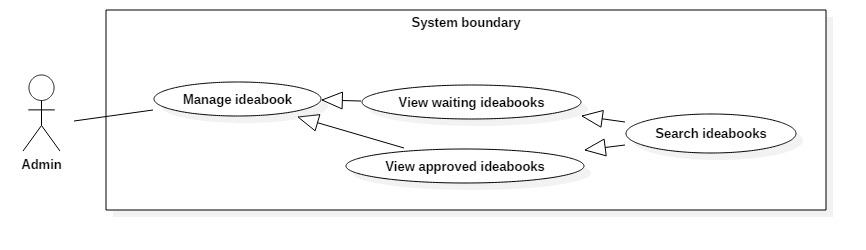 System boundary
Manage ideabook
View waiting ideabooks
Search ideabooks
View approved ideabooks
Admin